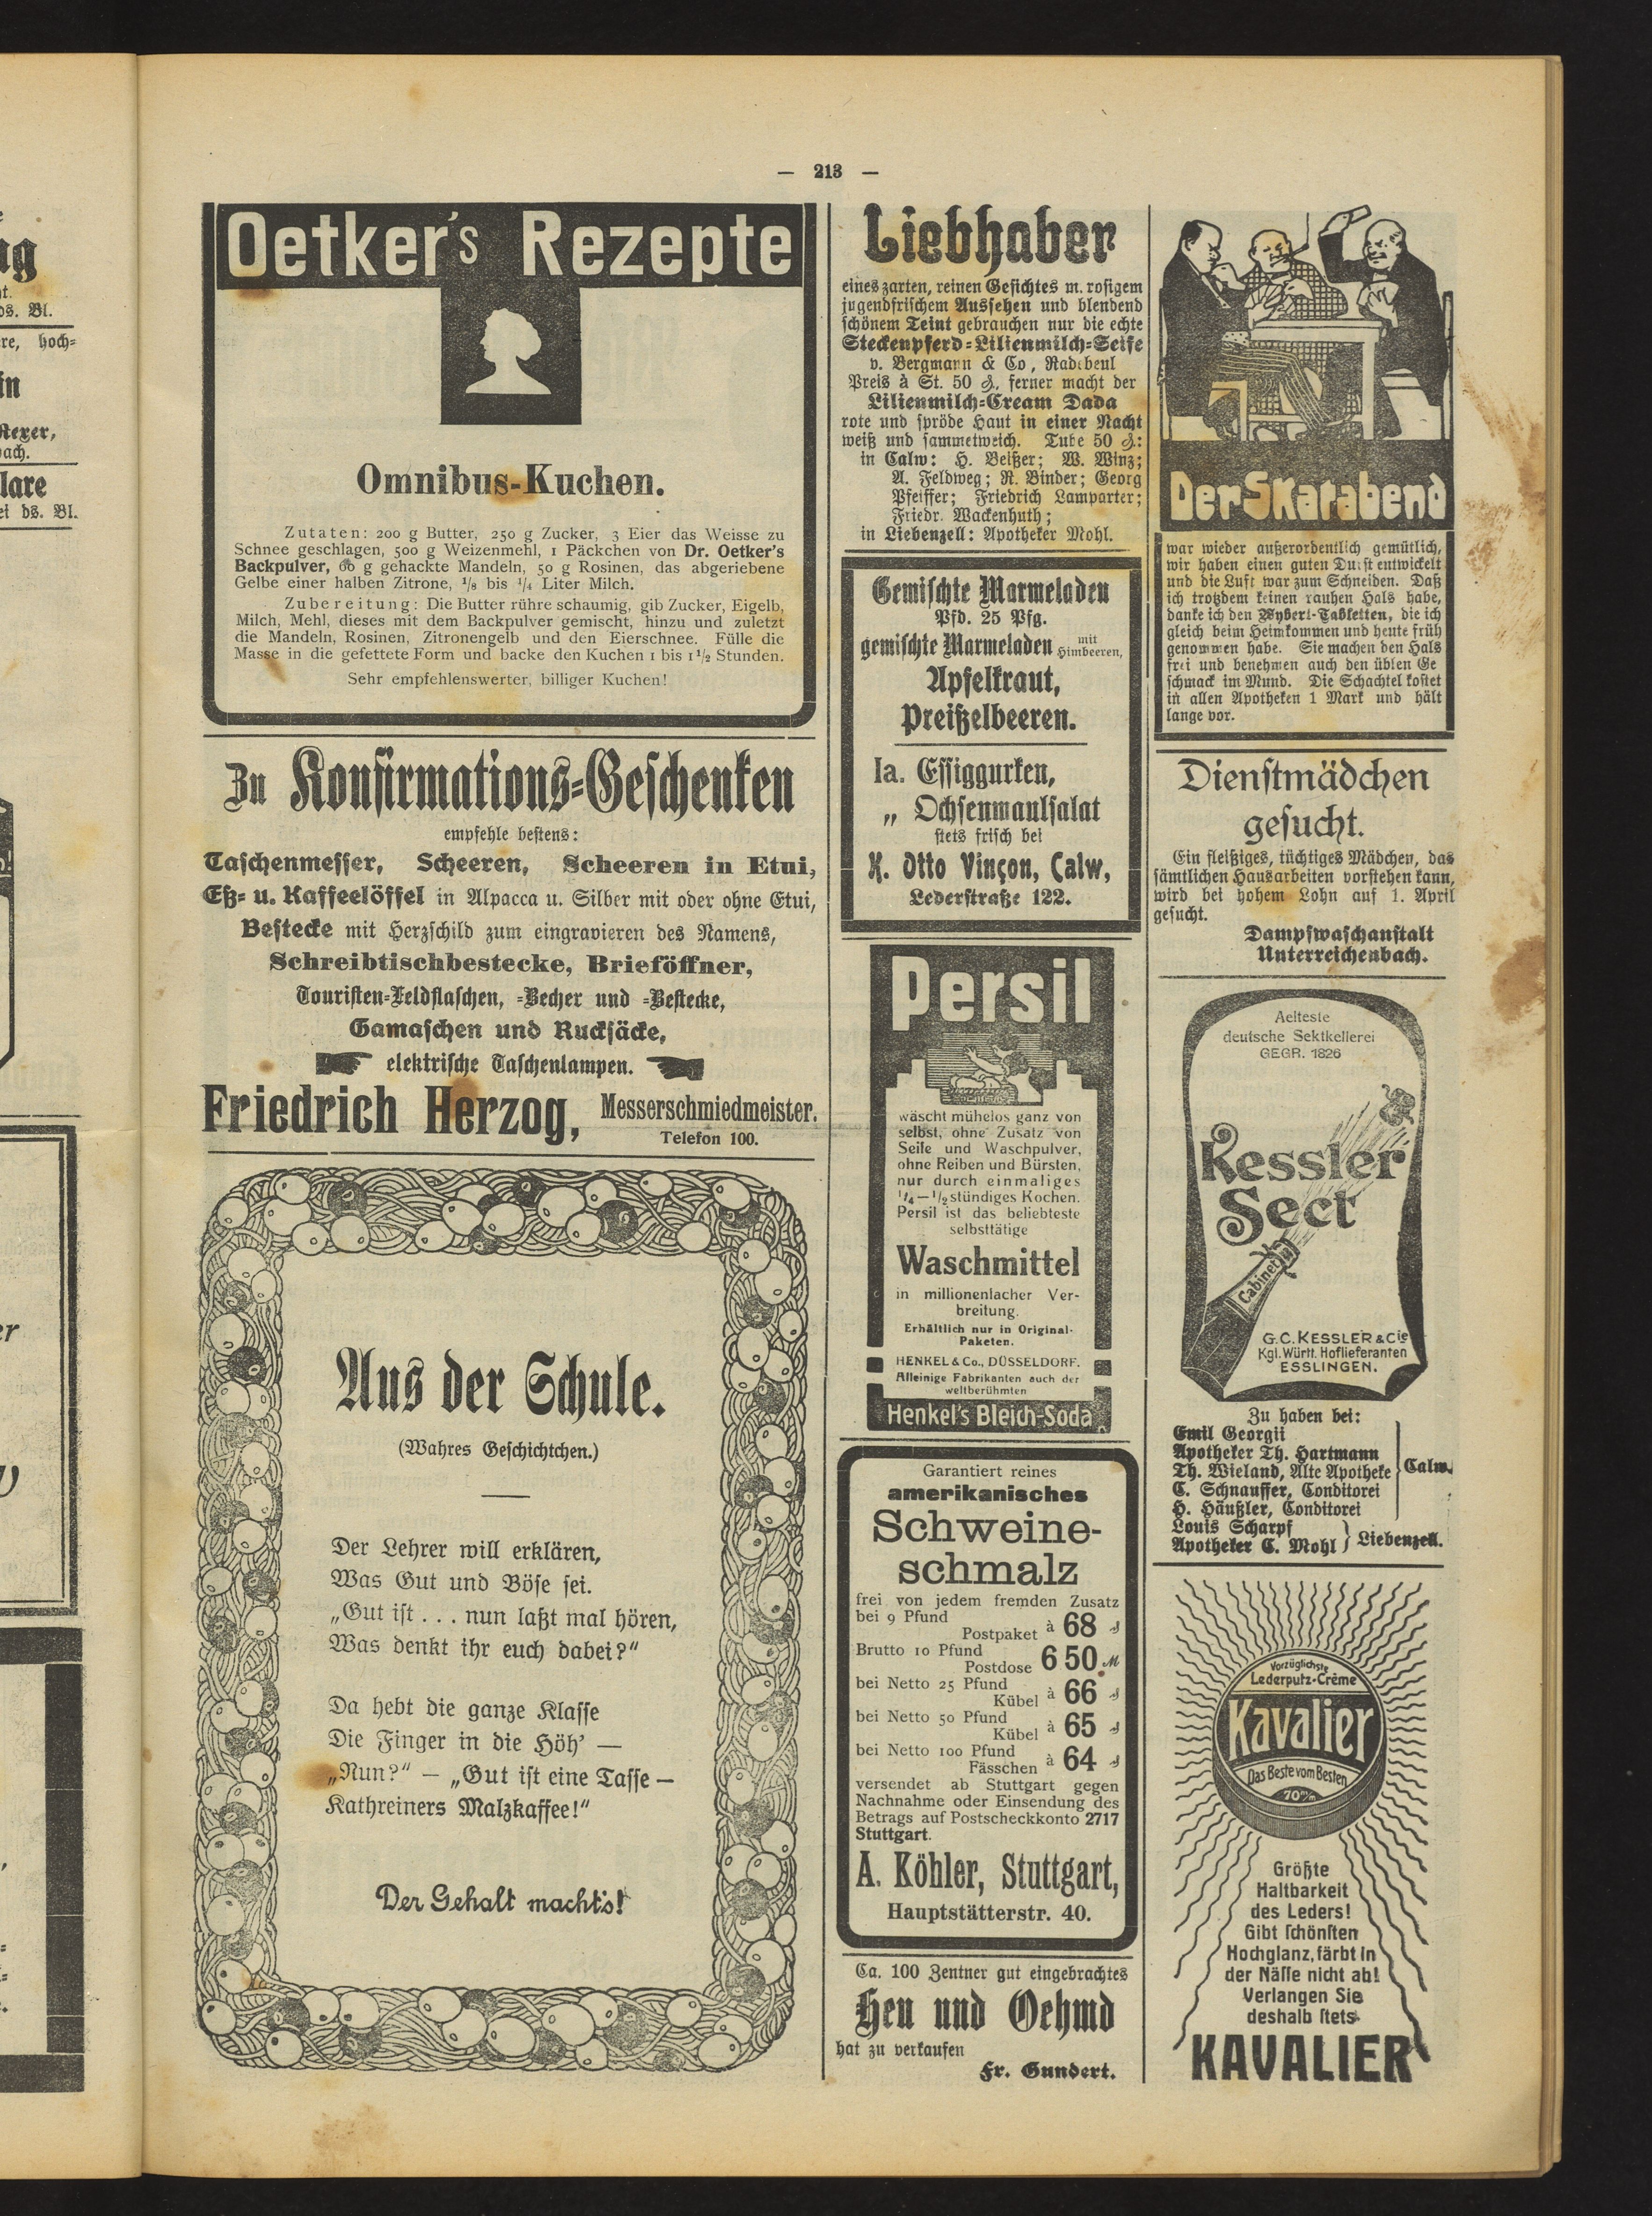 — 213 —
Oetker's Rezepte
Omnibus-Kuchen.
Zutaten: 200 g Butter, 250 g Zucker, 3 Eier das Weisse zu
Schnee geschlagen, 500 g Weizenmehl, 1 Päckchen von Dr. Oetker's
Backpulver, 60 g gehackte Mandeln, 50 g Rosinen, das abgeriebene
Gelbe einer halben Zitrone, 1/8 bis 1/4 Liter Milch.
Zubereitung: Die Butter rühre schaumig, gib Zucker, Eigelb,
Milch, Mehl, dieses mit dem Backpulver gemischt, hinzu und zuletzt
die Mandeln, Rosinen, Zitronengelb und den Eierschnee. Fülle die
Masse in die gefettete Form und backe den Kuchen 1 bis 1 1/2 Stunden.
Sehr empfehlenswerter, billiger Kuchen!
Zu Konfirmations-Geschenken
empfehle bestens:
Taschenmesser, Scheeren, Scheeren in Etui,
Eß- u. Kaffeelöffel in Alpacca u. Silber mit oder ohne Etui,
Bestecke mit Herzschild zum eingravieren des Namens,
Schreibtischbestecke, Brieföffner,
Touristen-Feldflaschen, -Becher und -Bestecke,
Gamaschen und Rucksäcke,
elektrische Taschenlampen.
Friedrich Herzog, Messerschmiedmeister.
Telefon 100.
Aus der Schule.
(Wahres Geschichtchen.)
Der Lehrer will erklären,
Was Gut und Böse sei.
„Gut ist . . . nun laßt mal hören,
Was denkt ihr euch dabei?“
Da hebt die ganze Klasse
Die Finger in die Höh' —
„Nun?“ — „Gut ist eine Tasse —
Kathreiners Malzkaffee!“
Der Gehalt macht's!
Liebhaber
eines zarten, reinen Gesichtes m. rosigem
jugendfrischem Aussehen und blendend
schönem Teint gebrauchen nur die echte
Steckenpferd-Lilienmilch-Seife
v. Bergmann & Co, Radebeul
Preis à St. 50 ₰, ferner macht der
Lilienmilch-Cream Dada
rote und spröde Haut in einer Nacht
weiß und sammetweich. Tube 50 ₰:
in Calw: H. Beißer; W. Winz;
A. Feldweg; R. Binder; Georg
Pfeiffer; Friedrich Lamparter;
Friedr. Wackenhuth;
in Liebenzell: Apotheker Mohl.
Gemischte Marmeladen
Pfd. 25 Pfg.
gemischte Marmeladen mit Himbeeren,
Apfelkraut,
Preißelbeeren.
Ia. Essiggurken,
„ Ochsenmaulsalat
stets frisch bei
K. Otto Vinçon, Calw,
Lederstraße 122.
Persil
wäscht mühelos ganz von
selbst, ohne Zusatz von
Seife und Waschpulver,
ohne Reiben und Bürsten,
nur durch einmaliges
1/4—1/2 stündiges Kochen.
Persil ist das beliebteste
selbsttätige
Waschmittel
in millionenfacher Ver-
breitung.
Erhältlich nur in Original-
Paketen.
HENKEL & Co., DÜSSELDORF.
Alleinige Fabrikanten auch der
weltberühmten
Henkel's Bleich-Soda
Garantiert reines
amerikanisches
Schweine-
schmalz
frei von jedem fremden Zusatz
bei 9 Pfund
Postpaket à 68 ₰
Brutto 10 Pfund
Postdose 6 50 ℳ
bei Netto 25 Pfund
Kübel à 66 ₰
bei Netto 50 Pfund
Kübel à 65 ₰
bei Netto 100 Pfund
Fässchen à 64 ₰
versendet ab Stuttgart gegen
Nachnahme oder Einsendung des
Betrags auf Postscheckkonto 2717
Stuttgart.
A. Köhler, Stuttgart,
Hauptstätterstr. 40.
Ca. 100 Zentner gut eingebrachtes
Heu und Oehmd
hat zu verkaufen
Fr. Gundert.
Der Skatabend
war wieder außerordentlich gemütlich,
wir haben einen guten Durst entwickelt
und die Luft war zum Schneiden. Daß
ich trotzdem keinen rauhen Hals habe,
danke ich den Wybert-Tabletten, die ich
gleich beim Heimkommen und heute früh
genommen habe. Sie machen den Hals
frei und benehmen auch den üblen Ge
schmack im Mund. Die Schachtel kostet
in allen Apotheken 1 Mark und hält
lange vor.
Dienstmädchen
gesucht.
Ein fleißiges, tüchtiges Mädchen, das
sämtlichen Hausarbeiten vorstehen kann,
wird bei hohem Lohn auf 1. April
gesucht.
Dampfwaschanstalt
Unterreichenbach.
Aelteste
deutsche Sektkellerei
GEGR. 1826
Kessler
Sect
Cabinet
G. C. KESSLER & Cie
Kgl. Württ. Hoflieferanten
ESSLINGEN.
Zu haben bei:
Emil Georgii
Apotheker Th. Hartmann
Th. Wieland, Alte Apotheke
C. Schnauffer, Conditorei
H. Häußler, Conditorei
Calw.
Louis Scharpf
Apotheker C. Mohl
Liebenzell.
Vorzüglichste
Lederputz-Crème
Kavalier
Das Beste vom Besten
Größte
Haltbarkeit
des Leders!
Gibt schönsten
Hochglanz, färbt in
der Nässe nicht ab!
Verlangen Sie
deshalb stets
KAVALIER